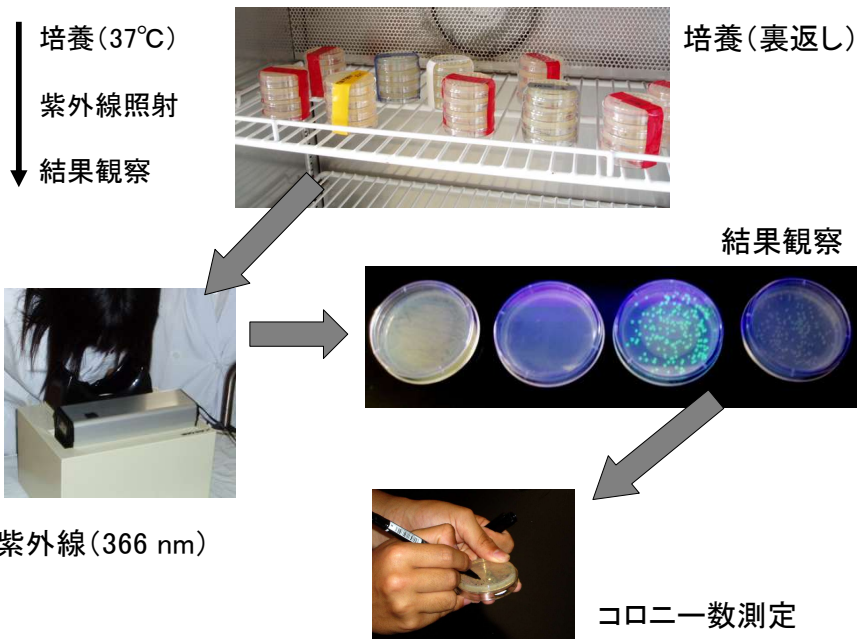 培養(37℃)
紫外線照射
結果観察
培養(裏返し)
結果観察
紫外線(366 nm)
コロニー数測定